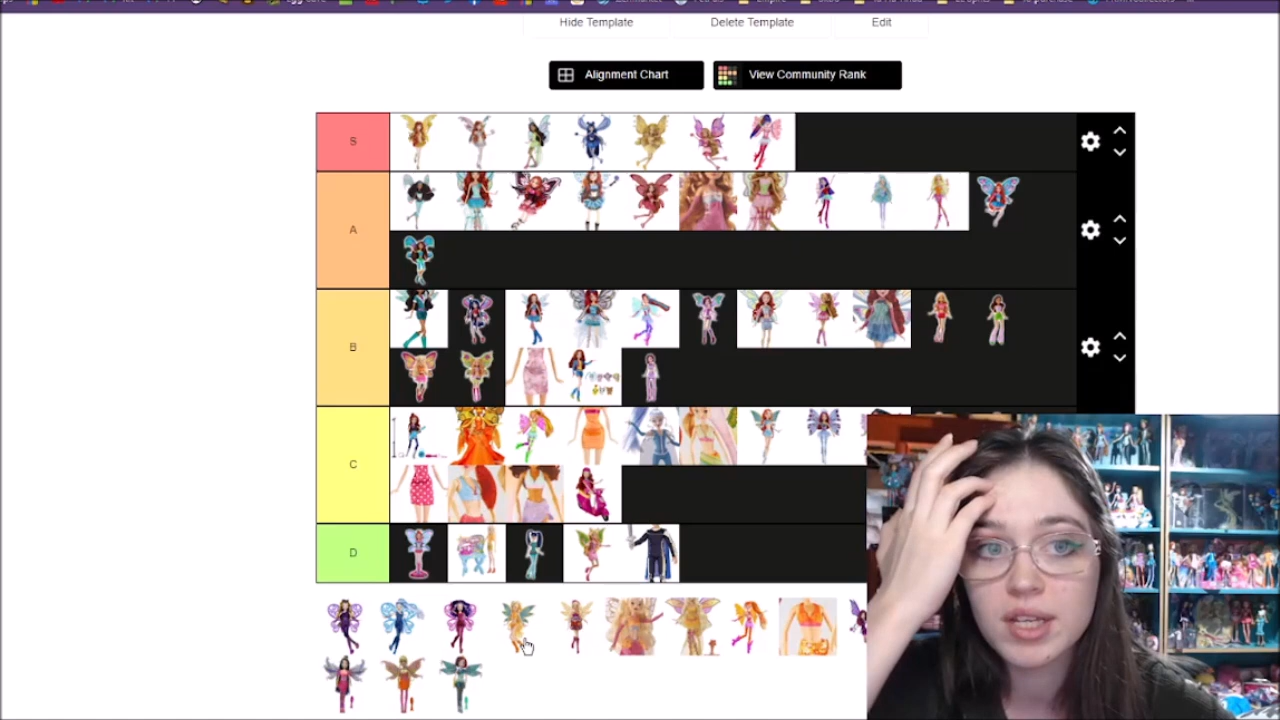 Hide Template
Delete Template
Edit
Alignment Chart
View Community Rank
S
A
B
C
D